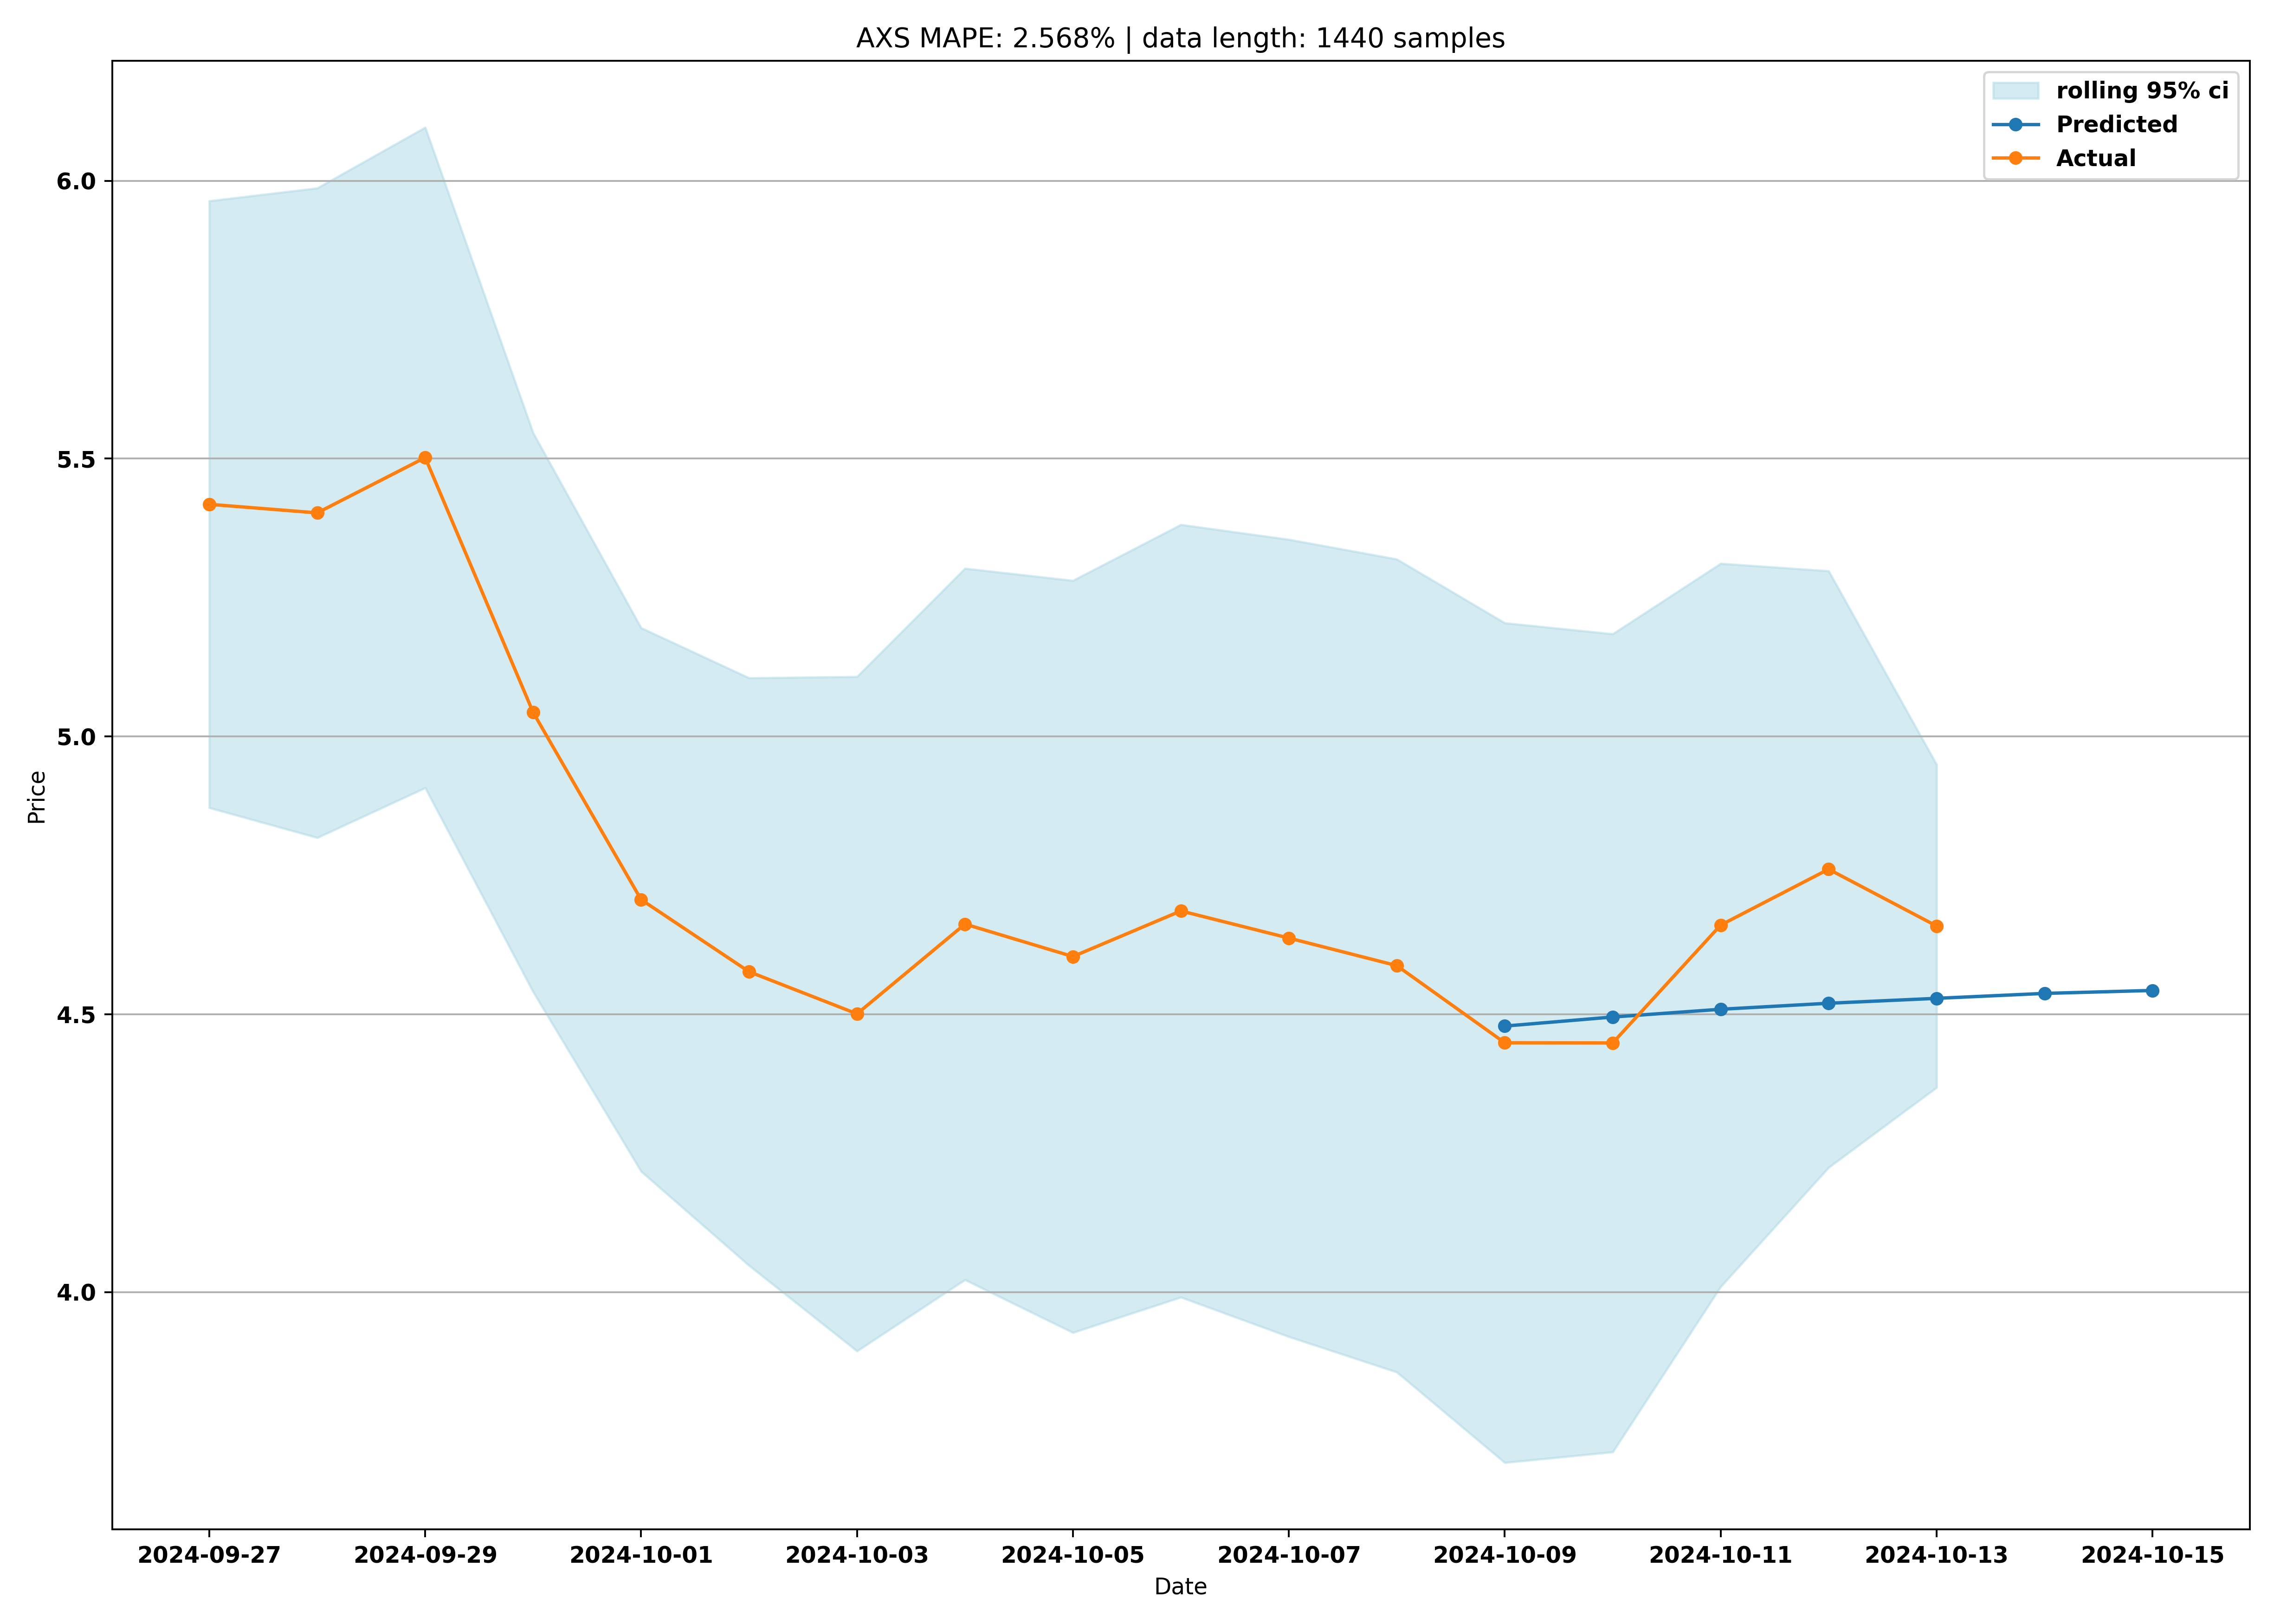 AXS MAPE: 2.568% | data length: 1440 samples
rolling 95% ci
Predicted
Actual
6.0
5.5
5.0
4.5
4.0
Price
2024-09-27 2024-09-29 2024-10-01 2024-10-03 2024-10-05 2024-10-07 2024-10-09 2024-10-11 2024-10-13 2024-10-15
Date